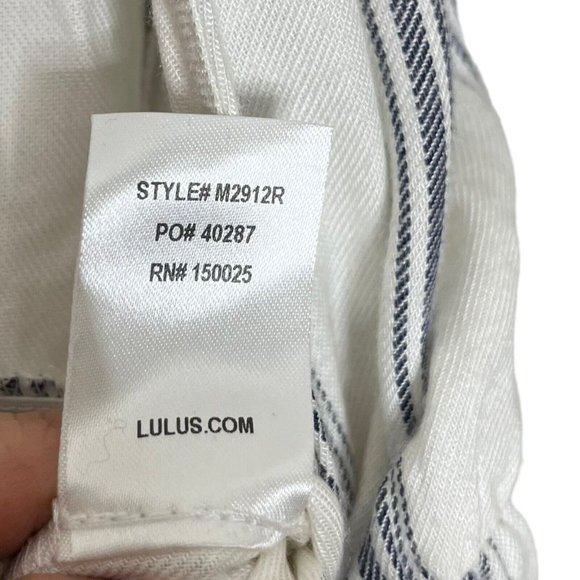 STYLE# M2912R
PO# 40287
RN# 150025
LULUS.COM